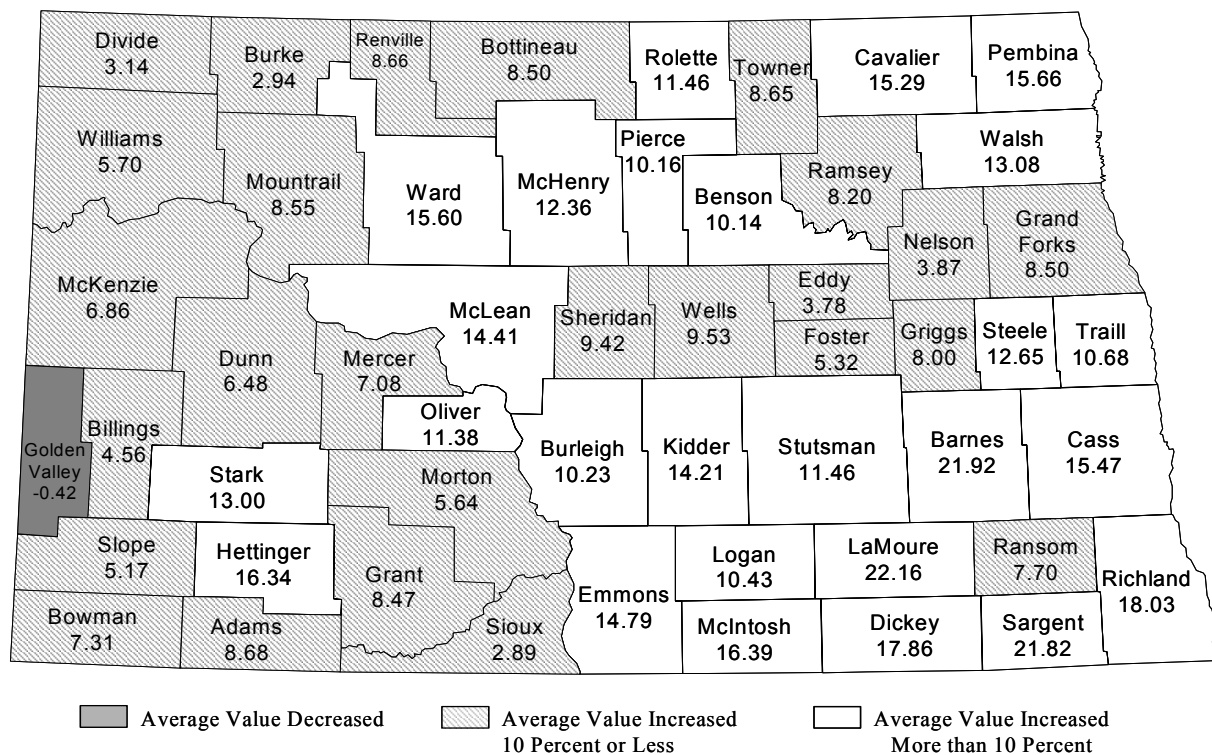 Divide
3.14
Burke
2.94
Renville
8.66
Bottineau
8.50
Rolette
11.46
Towner
8.65
Cavalier
15.29
Pembina
15.66
Williams
5.70
Mountrail
8.55
Ward
15.60
McHenry
12.36
Pierce
10.16
Benson
10.14
Ramsey
8.20
Walsh
13.08
Nelson
3.87
Grand
Forks
8.50
McKenzie
6.86
Dunn
6.48
Mercer
7.08
McLean
14.41
Sheridan
9.42
Wells
9.53
Eddy
3.78
Foster
5.32
Griggs
8.00
Steele
12.65
Traill
10.68
Golden
Valley
-0.42
Billings
4.56
Stark
13.00
Oliver
11.38
Morton
5.64
Burleigh
10.23
Kidder
14.21
Stutsman
11.46
Barnes
21.92
Cass
15.47
Slope
5.17
Hettinger
16.34
Grant
8.47
Emmons
14.79
Logan
10.43
LaMoure
22.16
Ransom
7.70
Richland
18.03
Bowman
7.31
Adams
8.68
Sioux
2.89
McIntosh
16.39
Dickey
17.86
Sargent
21.82
Average Value Decreased
Average Value Increased
10 Percent or Less
Average Value Increased
More than 10 Percent